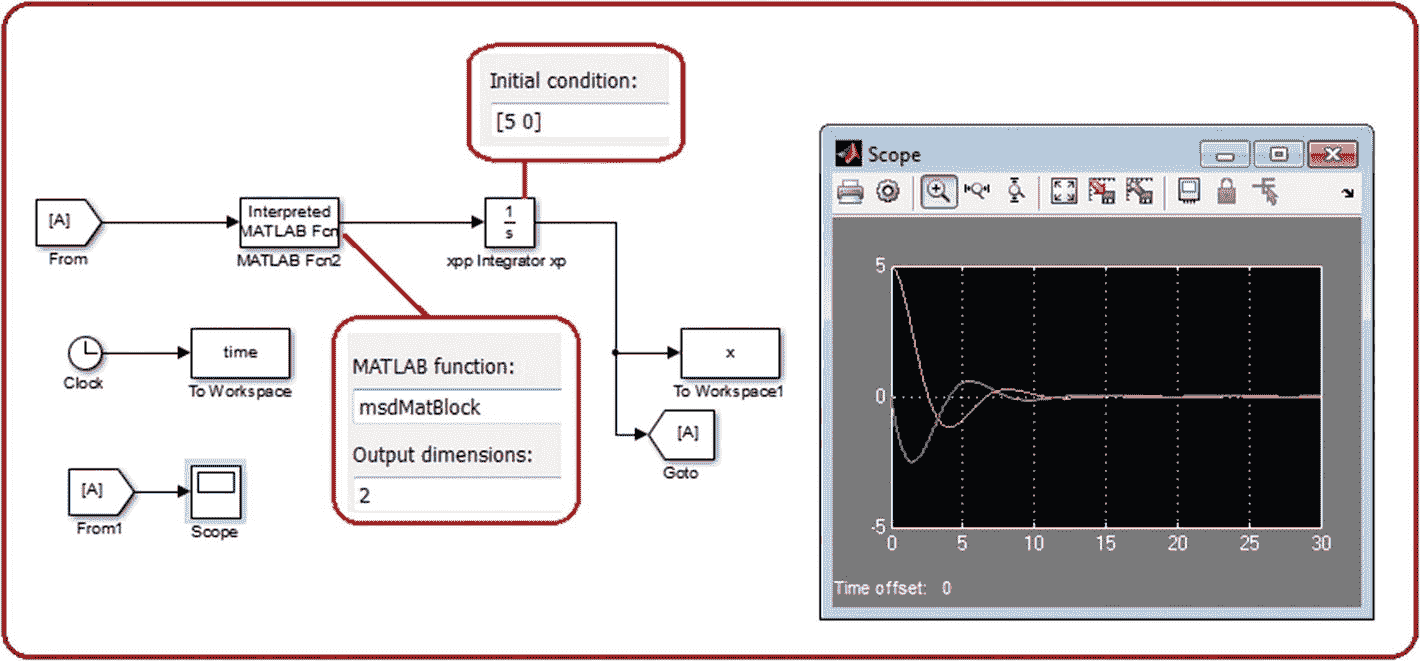 Initial condition:
[5 0]
[A]
From
Interpreted
MATLAB Fcn
MATLAB Fcn2
1
s
xpp Integrator xp
Clock
time
To Workspace
MATLAB function:
msdMatBlock
Output dimensions:
2
x
To Workspace1
[A]
Goto
[A]
From1
Scope
Scope
5
0
-5
0
5
10
15
20
25
30
Time offset: 0